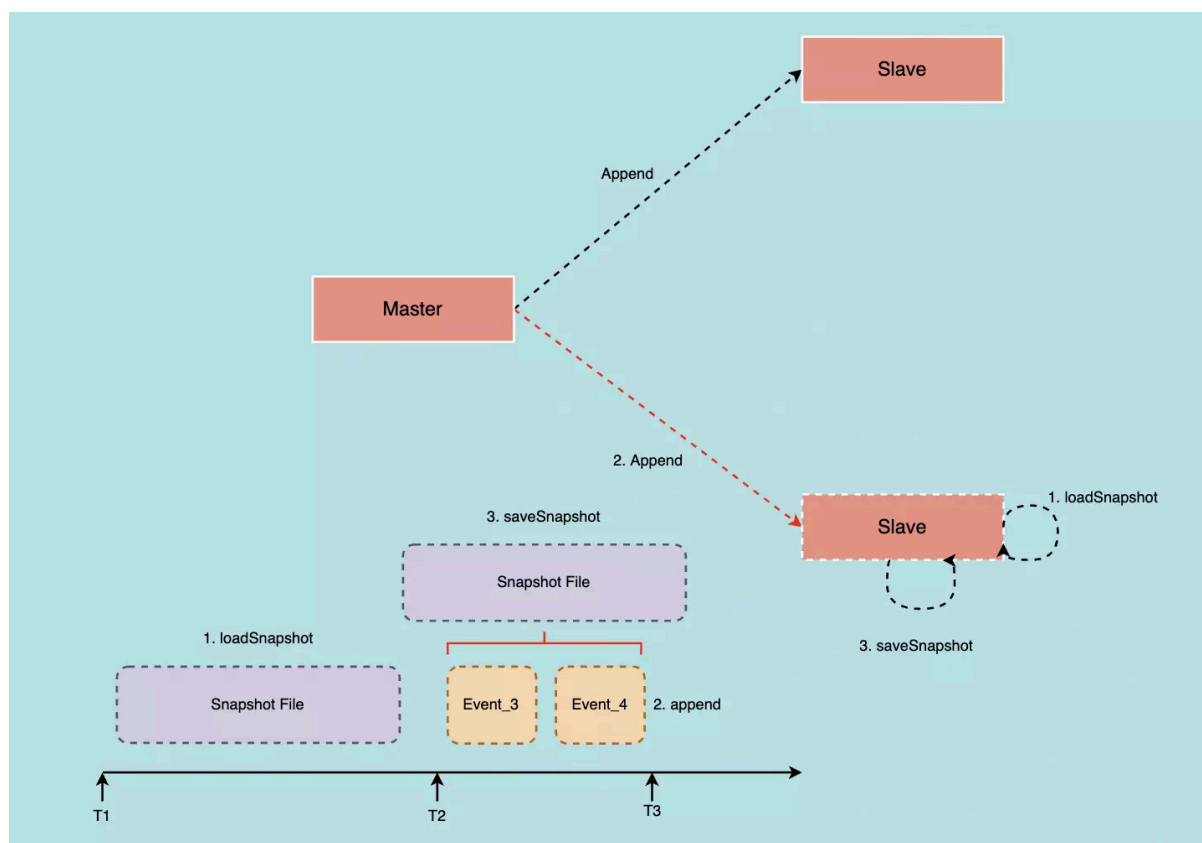 Slave
Append
Master
2. Append
1. loadSnapshot
Slave
3. saveSnapshot
Snapshot File
3. saveSnapshot
1. loadSnapshot
Snapshot File
Event_3
Event_4
2. append
T1
T2
T3